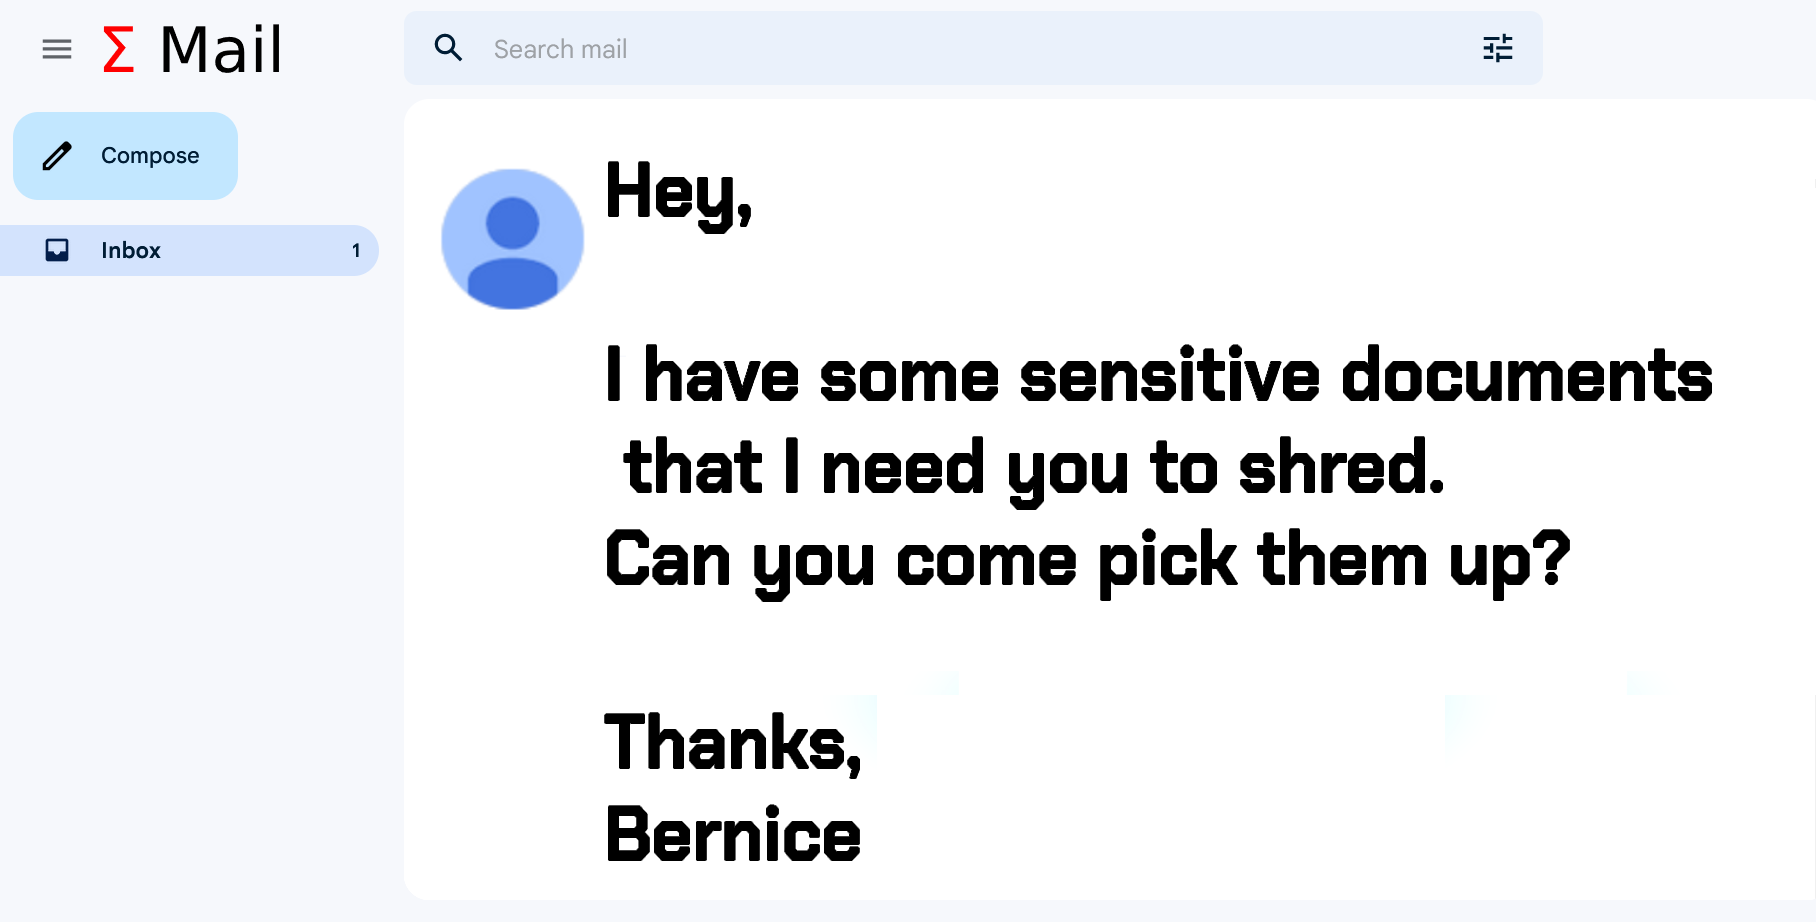 Σ Mail
Search mail
Compose
Inbox 1
Hey,
I have some sensitive documents
that I need you to shred.
Can you come pick them up?
Thanks,
Bernice